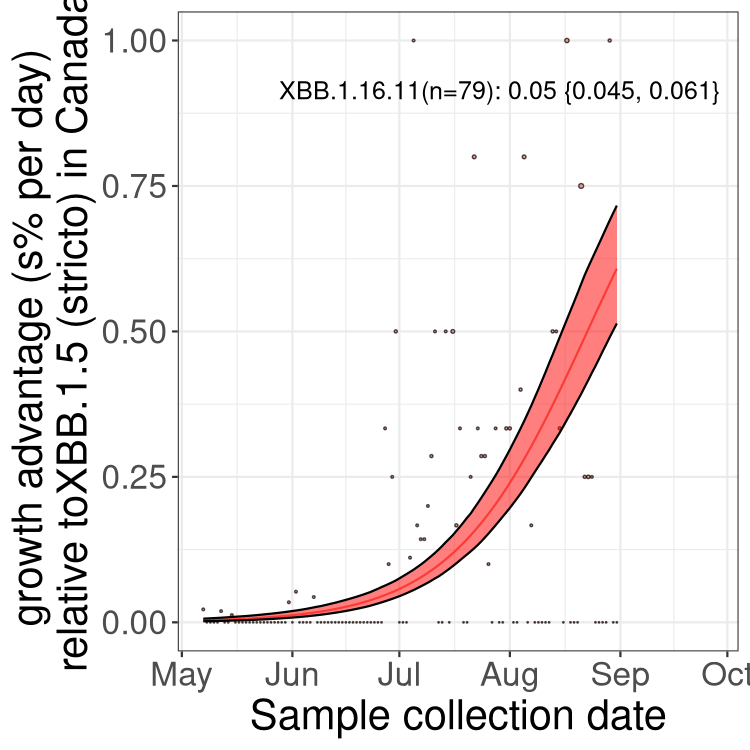 growth advantage (s% per day)
relative toXBB.1.5 (stricto) in Canada
1.00
0.75
0.50
0.25
0.00
XBB.1.16.11(n=79): 0.05 {0.045, 0.061}
May Jun Jul Aug Sep Oct
Sample collection date